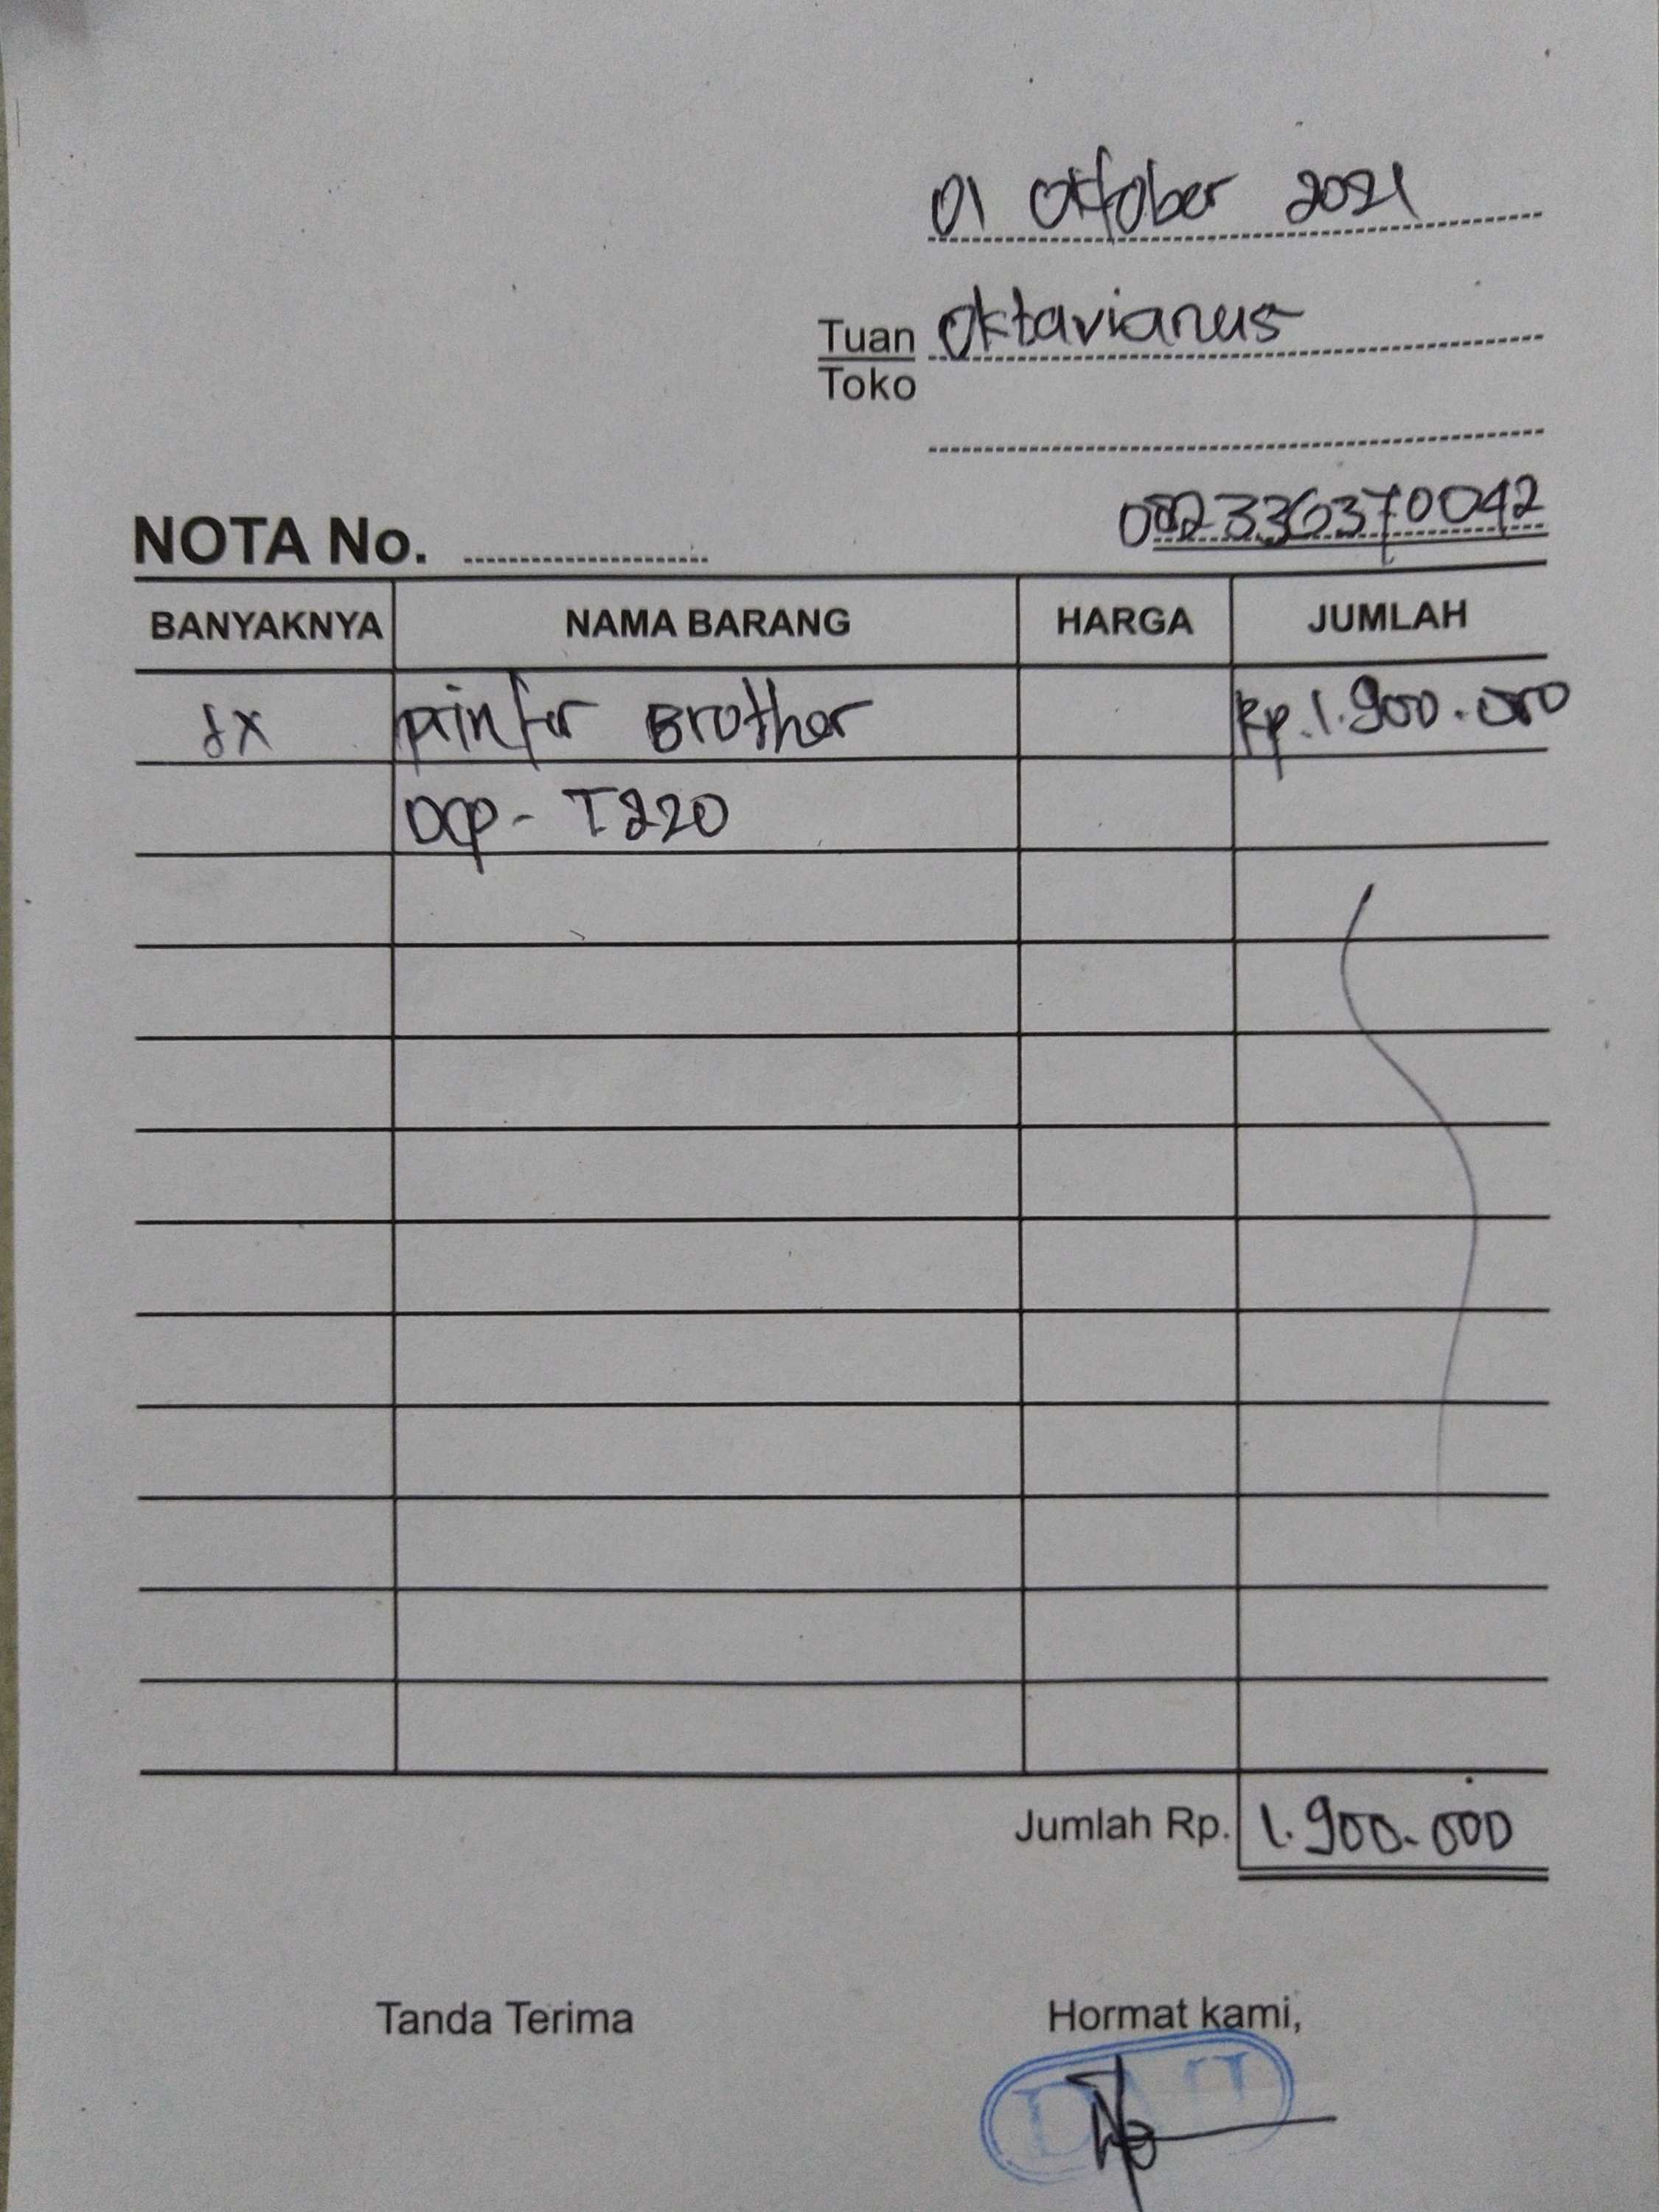 01 Oktober 2021
Tuan Oktavianus
Toko
082336370042
NOTA No.
BANYAKNYA NAMA BARANG HARGA JUMLAH
1x printer Brother Rp.1.900.000
DCP- T220
Jumlah Rp. 1.900.000
Tanda Terima Hormat kami,